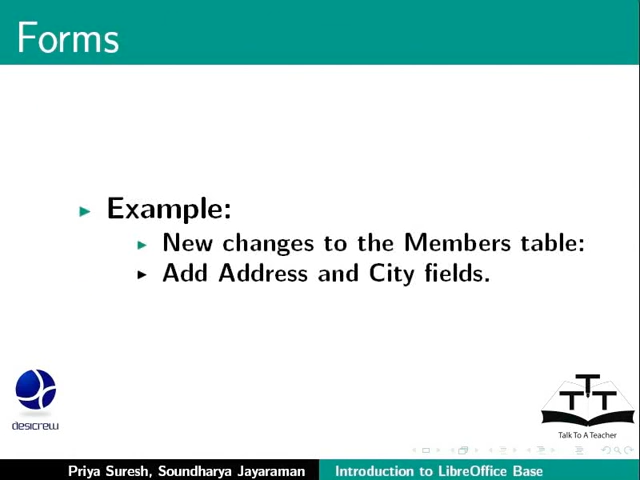 Forms
Example:
New changes to the Members table:
Add Address and City fields.
desicrew
TTT
Talk To A Teacher
Priya Suresh, Soundharya Jayaraman
Introduction to LibreOffice Base